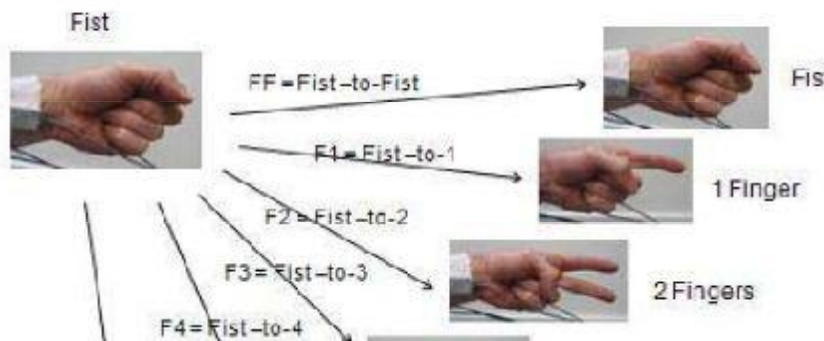 Fist
FF=Fist–to-Fist
Fis
F1=Fist–to-1
1 Finger
F2=Fist–to-2
F3=Fist–to-3
2 Fingers
F4=Fist–to-4